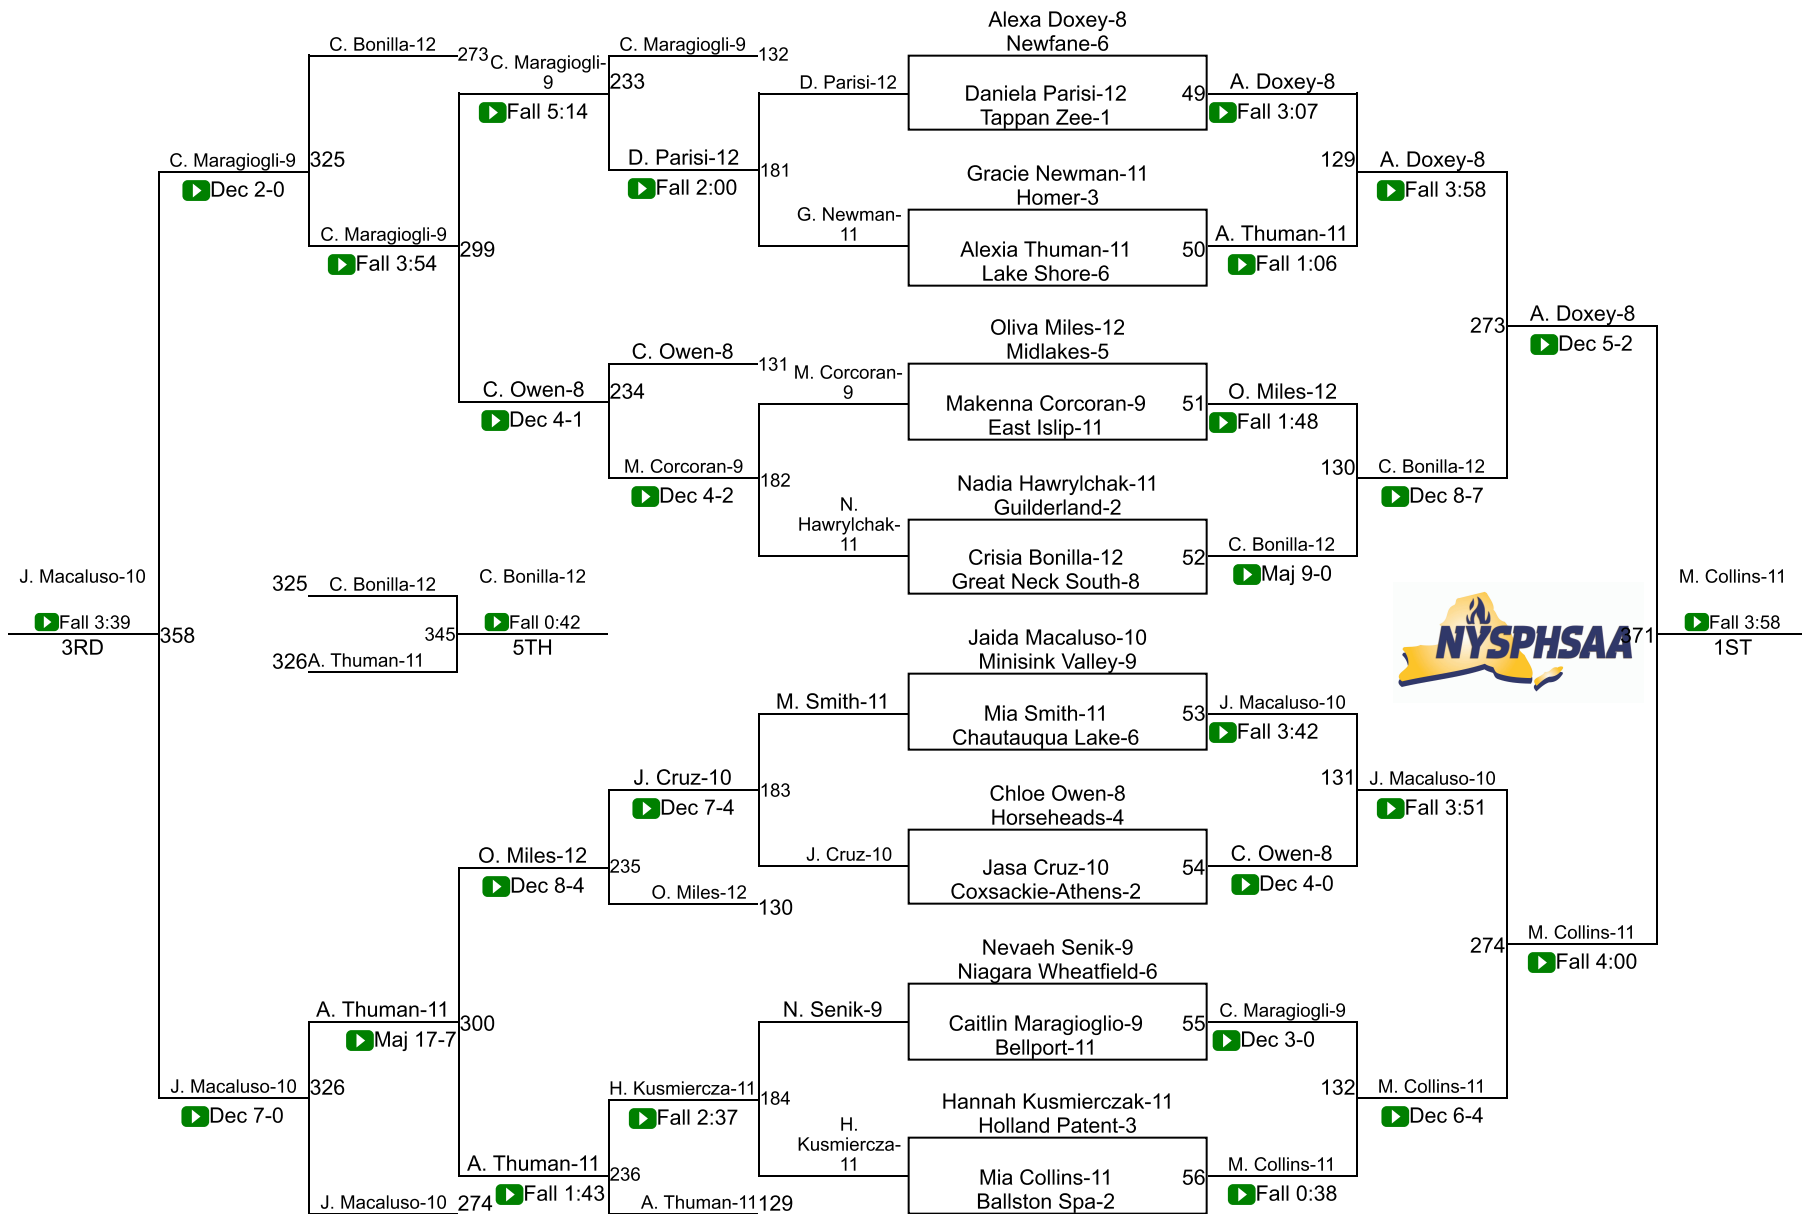 Alexa Doxey-8
Newfane-6
C. Bonilla-12
273
C. Maragiogli-
9
C. Maragiogli-9
132
233
D. Parisi-12
Daniela Parisi-12
Tappan Zee-1
49
A. Doxey-8
Fall 3:07
Fall 5:14
C. Maragiogli-9
325
Dec 2-0
D. Parisi-12
181
Fall 2:00
Gracie Newman-11
Homer-3
129
A. Doxey-8
Fall 3:58
G. Newman-
11
C. Maragiogli-9
299
Fall 3:54
Alexia Thuman-11
Lake Shore-6
50
A. Thuman-11
Fall 1:06
Oliva Miles-12
Midlakes-5
273
A. Doxey-8
Dec 5-2
C. Owen-8
131
M. Corcoran-
9
C. Owen-8
234
Dec 4-1
Makenna Corcoran-9
East Islip-11
51
O. Miles-12
Fall 1:48
M. Corcoran-9
182
Dec 4-2
Nadia Hawrylchak-11
Guilderland-2
130
C. Bonilla-12
Dec 8-7
N.
Hawrylchak-
11
Crisia Bonilla-12
Great Neck South-8
52
C. Bonilla-12
Maj 9-0
J. Macaluso-10
Fall 3:39
3RD
358
325
C. Bonilla-12
345
326
A. Thuman-11
C. Bonilla-12
Fall 0:42
5TH
NYSPHSAA
371
M. Collins-11
Fall 3:58
1ST
Jaida Macaluso-10
Minisink Valley-9
M. Smith-11
Mia Smith-11
Chautauqua Lake-6
53
J. Macaluso-10
Fall 3:42
J. Cruz-10
183
Dec 7-4
Chloe Owen-8
Horseheads-4
131
J. Macaluso-10
Fall 3:51
O. Miles-12
235
Dec 8-4
O. Miles-12
130
J. Cruz-10
Jasa Cruz-10
Coxsackie-Athens-2
54
C. Owen-8
Dec 4-0
Nevaeh Senik-9
Niagara Wheatfield-6
274
M. Collins-11
Fall 4:00
A. Thuman-11
300
Maj 17-7
N. Senik-9
Caitlin Maragioglio-9
Bellport-11
55
C. Maragiogli-9
Dec 3-0
J. Macaluso-10
326
Dec 7-0
H. Kusmiercza-11
184
Fall 2:37
Hannah Kusmierczak-11
Holland Patent-3
132
M. Collins-11
Dec 6-4
H.
Kusmiercza-
11
A. Thuman-11
236
Fall 1:43
Mia Collins-11
Ballston Spa-2
56
M. Collins-11
Fall 0:38
J. Macaluso-10
274
A. Thuman-11
129